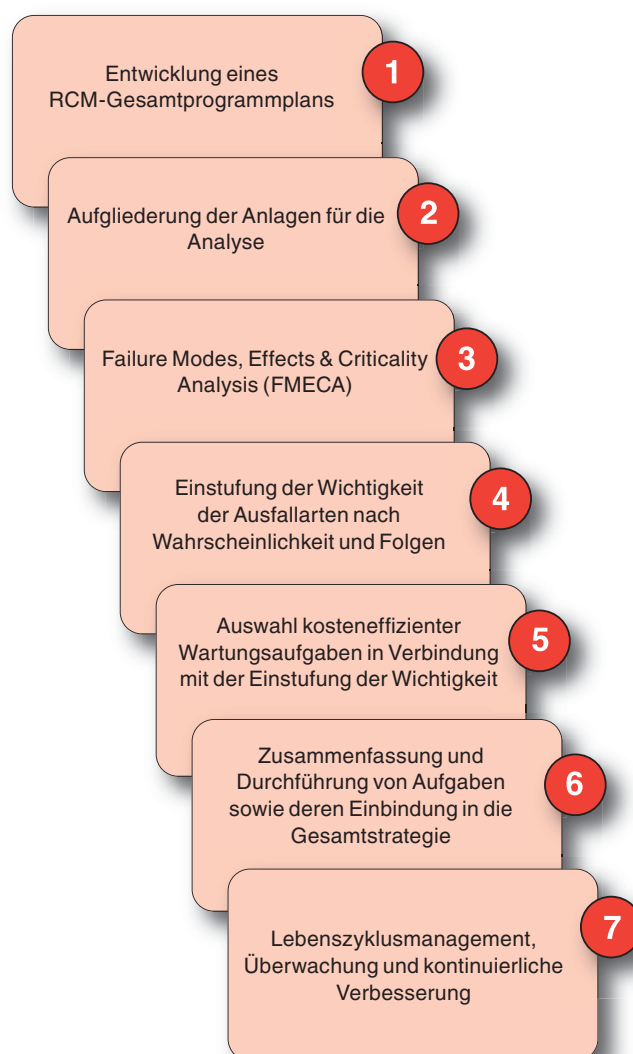 Entwicklung eines
RCM-Gesamtprogrammplans
1
Aufgliederung der Anlagen für die
Analyse
2
Failure Modes, Effects & Criticality
Analysis (FMECA)
3
Einstufung der Wichtigkeit
der Ausfallarten nach
Wahrscheinlichkeit und Folgen
4
Auswahl kosteneffizienter
Wartungsaufgaben in Verbindung
mit der Einstufung der Wichtigkeit
5
Zusammenfassung und
Durchführung von Aufgaben
sowie deren Einbindung in die
Gesamtstrategie
6
Lebenszyklusmanagement,
Überwachung und kontinuierliche
Verbesserung
7